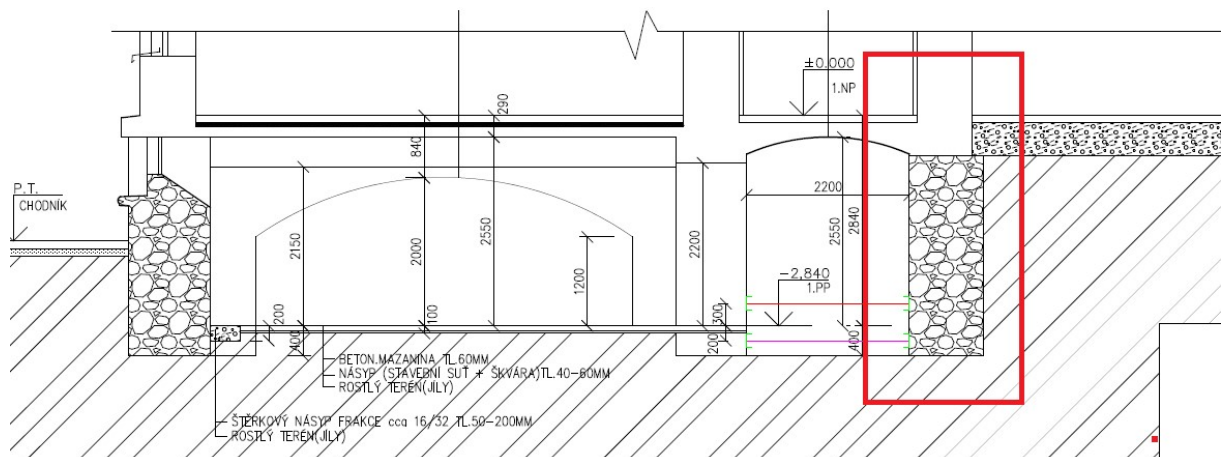 ±0.000
1.NP
290
840
P.T.
CHODNÍK
2150
2000
2550
1200
2200
2200
2550
2840
-2,840
1.PP
200
400
100
300
200
400
BETON.MAZANINA TL.60MM
NÁSYP (STAVEBNÍ SUŤ + ŠKVÁRA)TL.40-60MM
ROSTLÝ TERÉN(JÍLY)
ŠTĚRKOVÝ NÁSYP FRAKCE cca 16/32 TL.50-200MM
ROSTLÝ TERÉN(JÍLY)